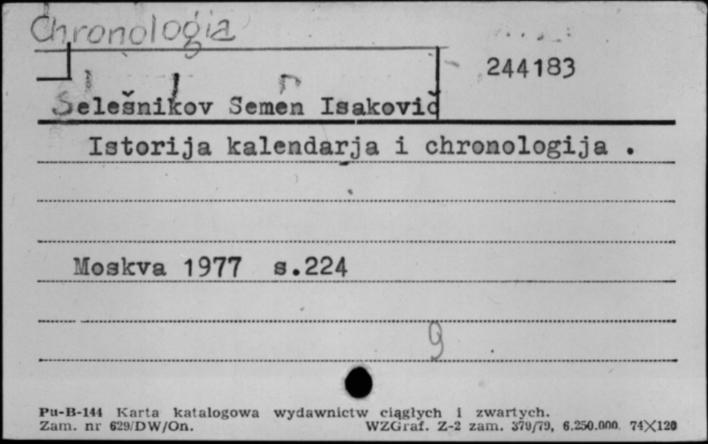 Chronologia
244183
Selešnikov Semen Isakovič
Istorija kalendarja i chronologija .
Moskva 1977 s.224
9
Pu-B-144 Karta katalogowa wydawnictw ciągłych i zwartych.
Zam. nr 629/DW/On. WZGraf. Z-2 zam. 379/79, 6.250.000. 74X120